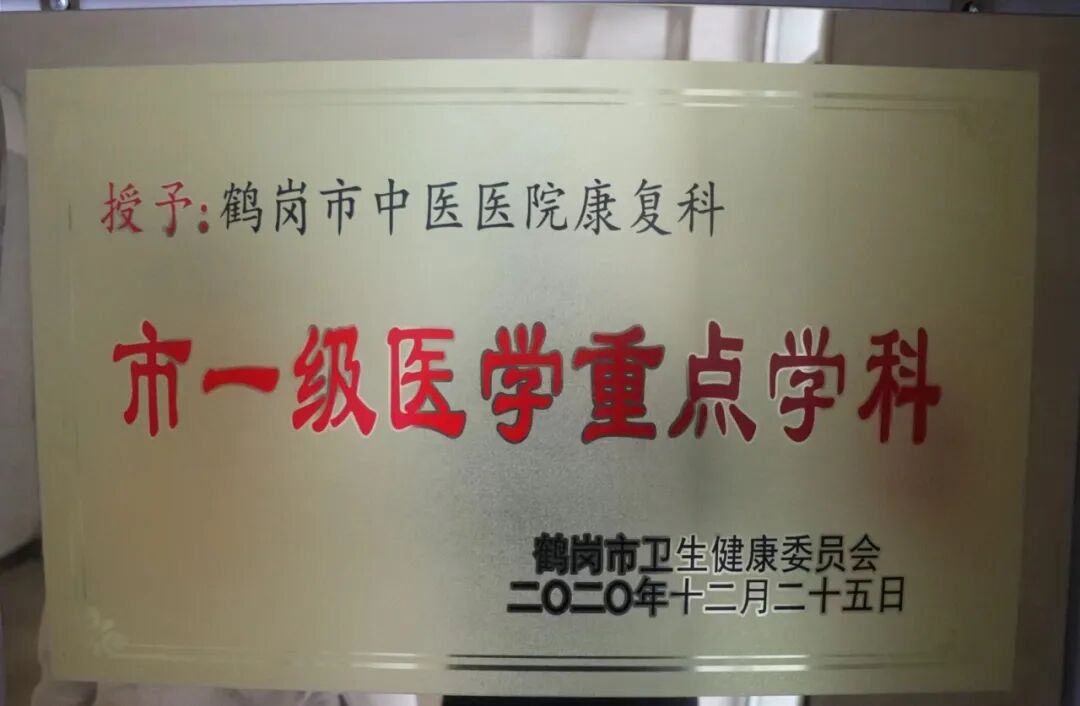 授予:鹤岗市中医医院康复科
市一级医学重点学科
鹤岗市卫生健康委员会
二〇二〇年十二月二十五日